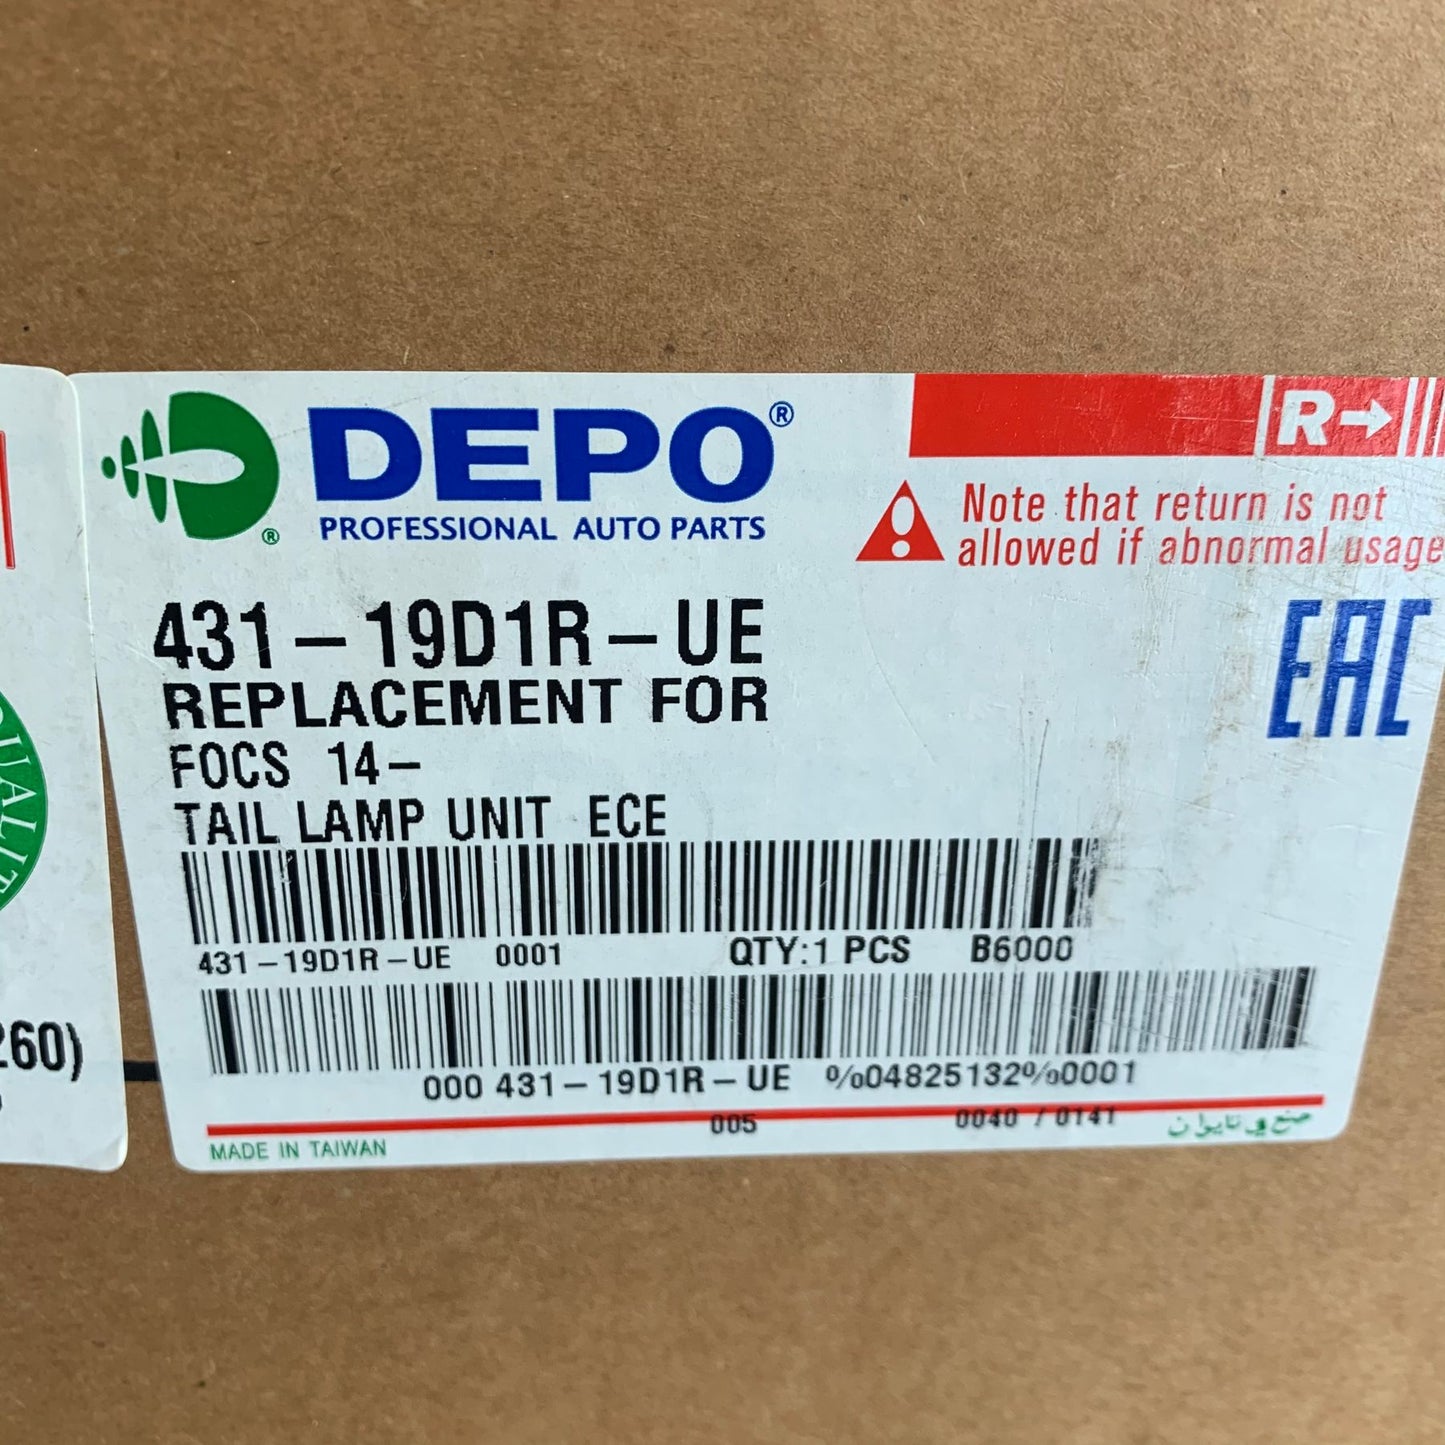 DEPO®
®
PROFESSIONAL AUTO PARTS
R→
Note that return is not
allowed if abnormal usage
431-19D1R-UE
REPLACEMENT FOR
EAC
FOCS 14-
TAIL LAMP UNIT ECE
431-19D1R-UE 0001 QTY:1 PCS B6000
260)
000 431-19D1R-UE %04825132%0001
005 0040 / 0141
MADE IN TAIWAN
صنع في تايوان